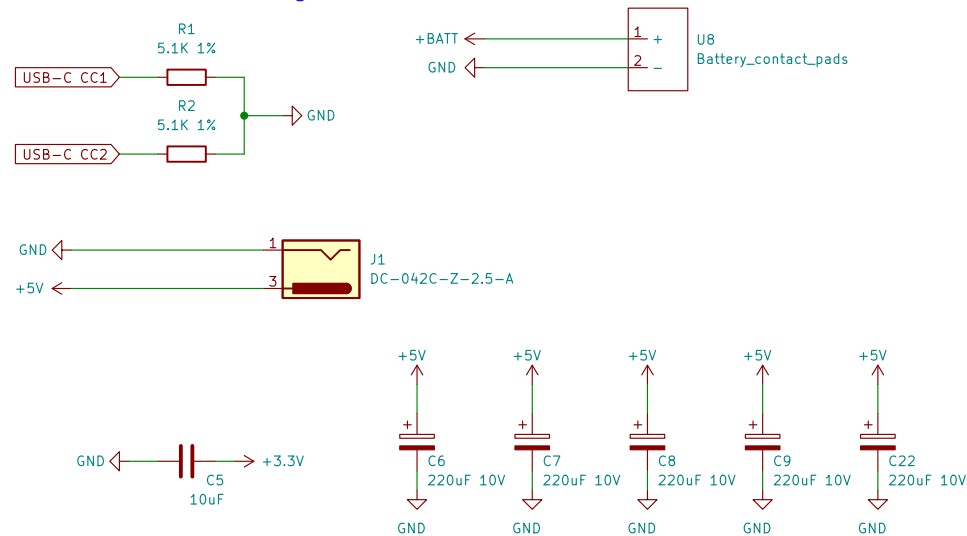 R1
5.1K 1%
USB-C CC1
R2
5.1K 1%
USB-C CC2
GND
+BATT
GND
1
+
2
-
U8
Battery_contact_pads
GND
1
+5V
3
J1
DC-042C-Z-2.5-A
GND
C5
10uF
+3.3V
+5V
+
C6
220uF 10V
GND
+5V
+
C7
220uF 10V
GND
+5V
+
C8
220uF 10V
GND
+5V
+
C9
220uF 10V
GND
+5V
+
C22
220uF 10V
GND